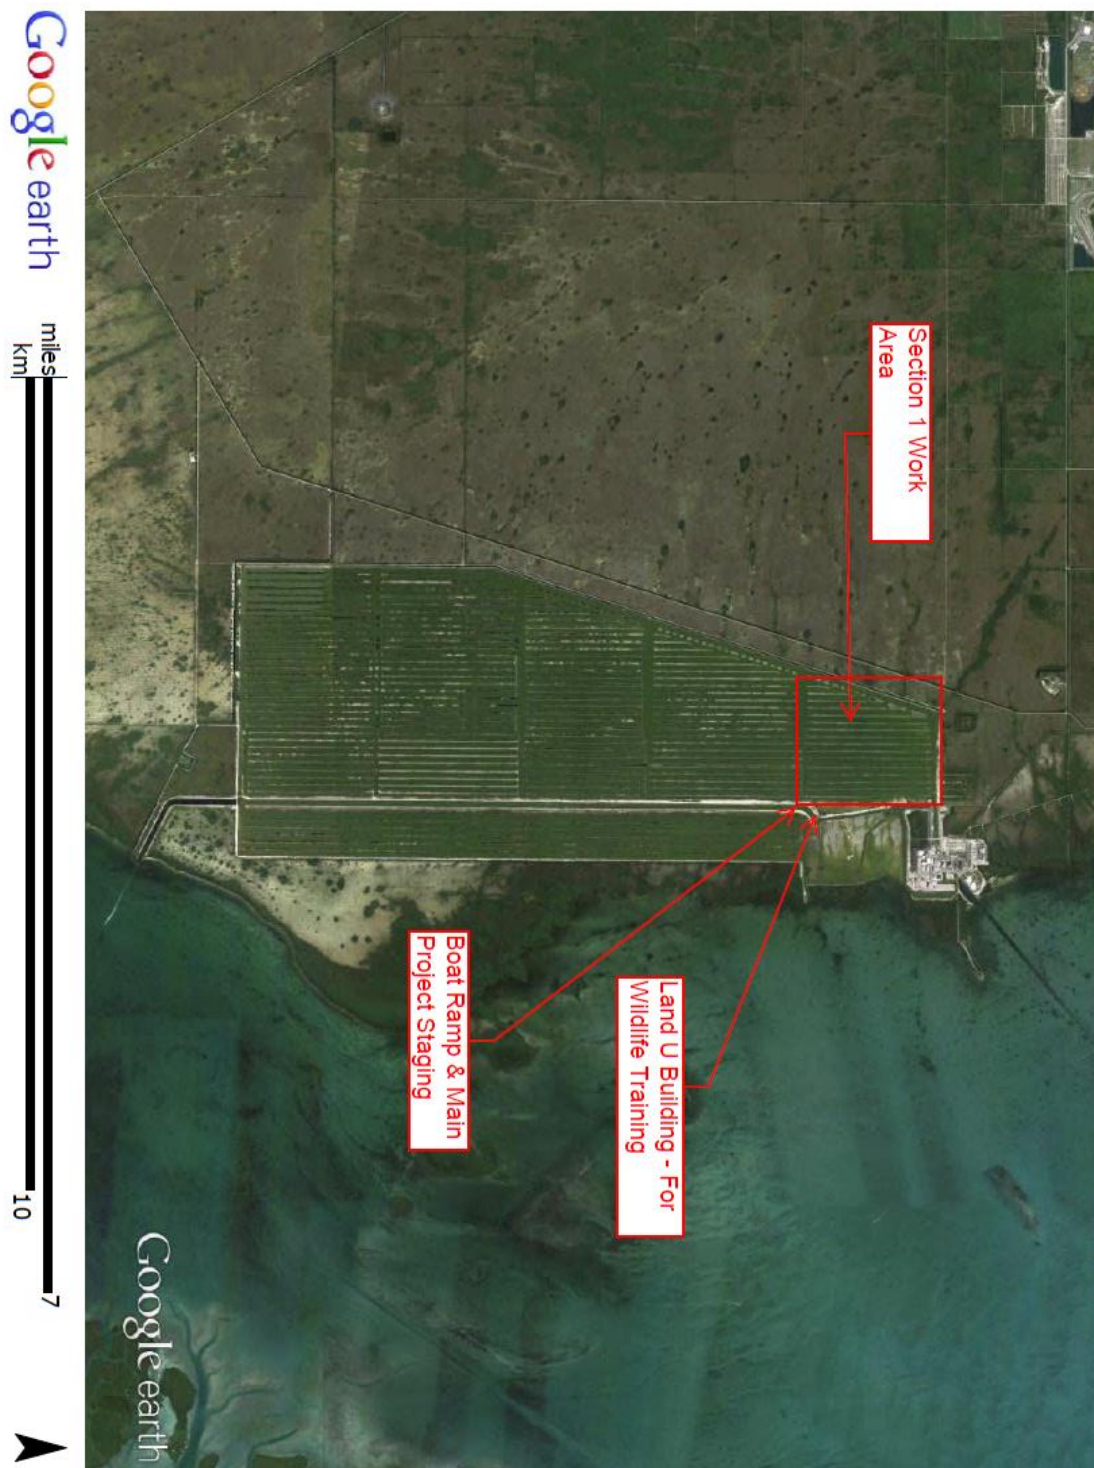 Section 1 Work
Area
Land U Building - For
Wildlife Training
Boat Ramp & Main
Project Staging
Google earth
Google earth
miles
km
7
10